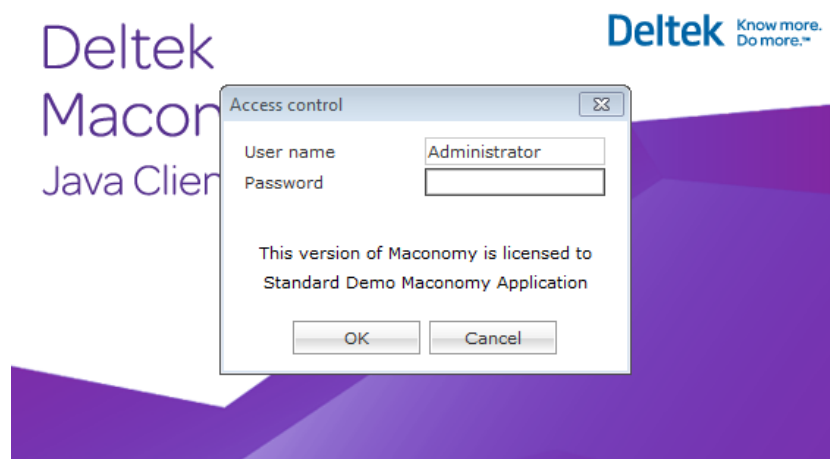 Deltek
Know more.
Do more.™
Deltek
Macon
Java Clien
Access control
User name
Administrator
Password
This version of Maconomy is licensed to
Standard Demo Maconomy Application
OK
Cancel